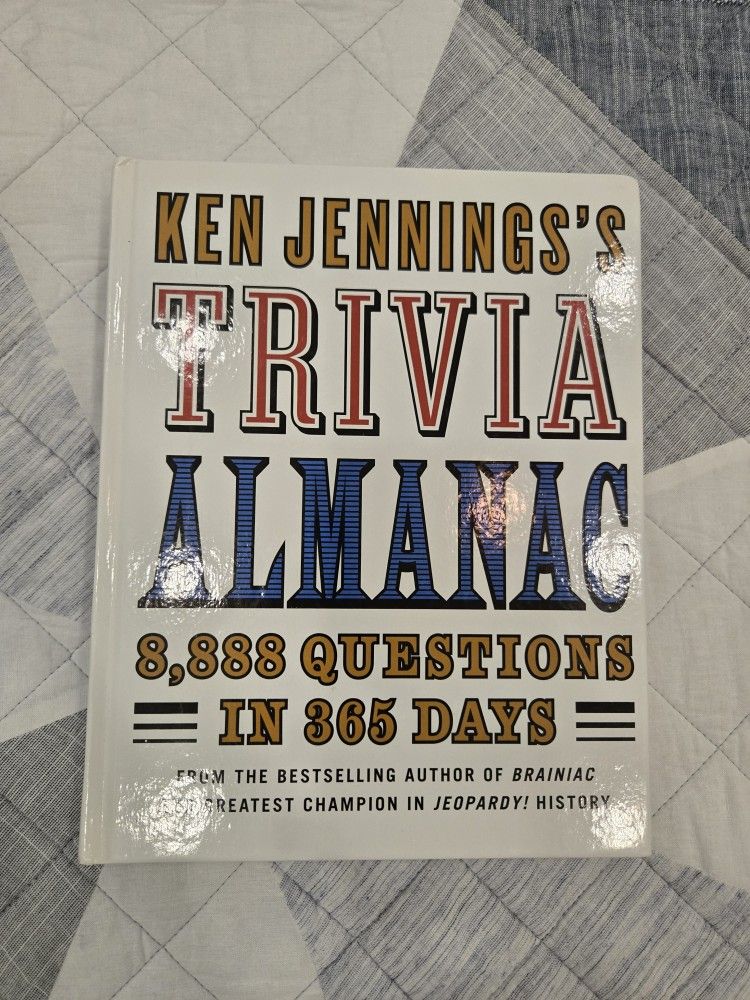 KEN JENNINGS'S
TRIVIA
ALMANAC
8,888 QUESTIONS
IN 365 DAYS
FROM THE BESTSELLING AUTHOR OF BRAINIAC
GREATEST CHAMPION IN JEOPARDY! HISTORY